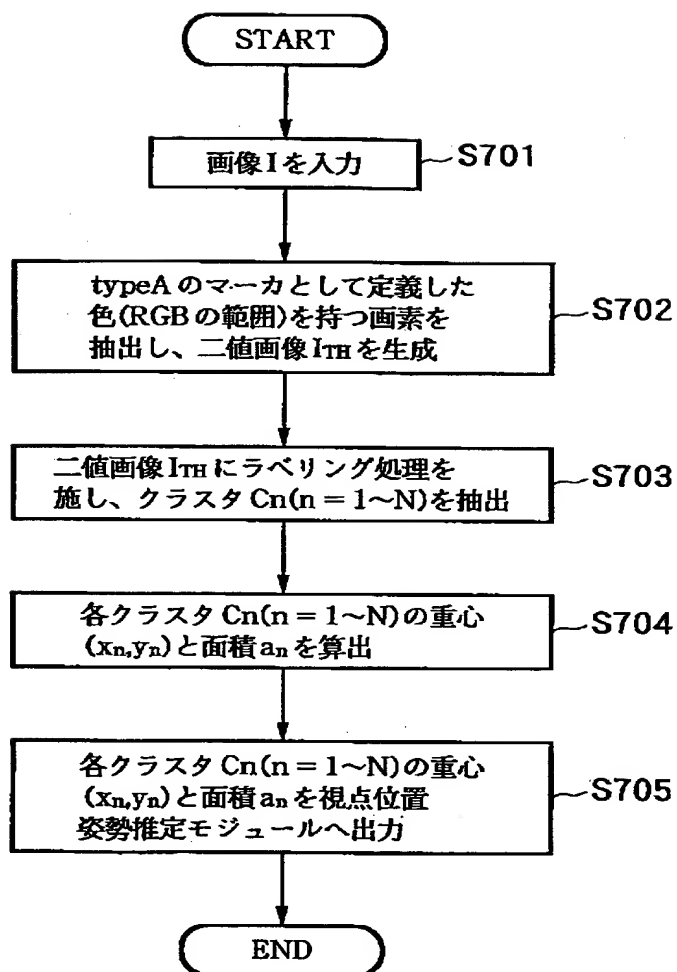 START
画像Iを入力
S701
typeAのマーカとして定義した
色(RGBの範囲)を持つ画素を
抽出し、二値画像ITHを生成
S702
二値画像ITHにラベリング処理を
施し、クラスタCn(n = 1~N)を抽出
S703
各クラスタCn(n = 1~N)の重心
(xn,yn)と面積anを算出
S704
各クラスタCn(n = 1~N)の重心
(xn,yn)と面積anを視点位置
姿勢推定モジュールへ出力
S705
END